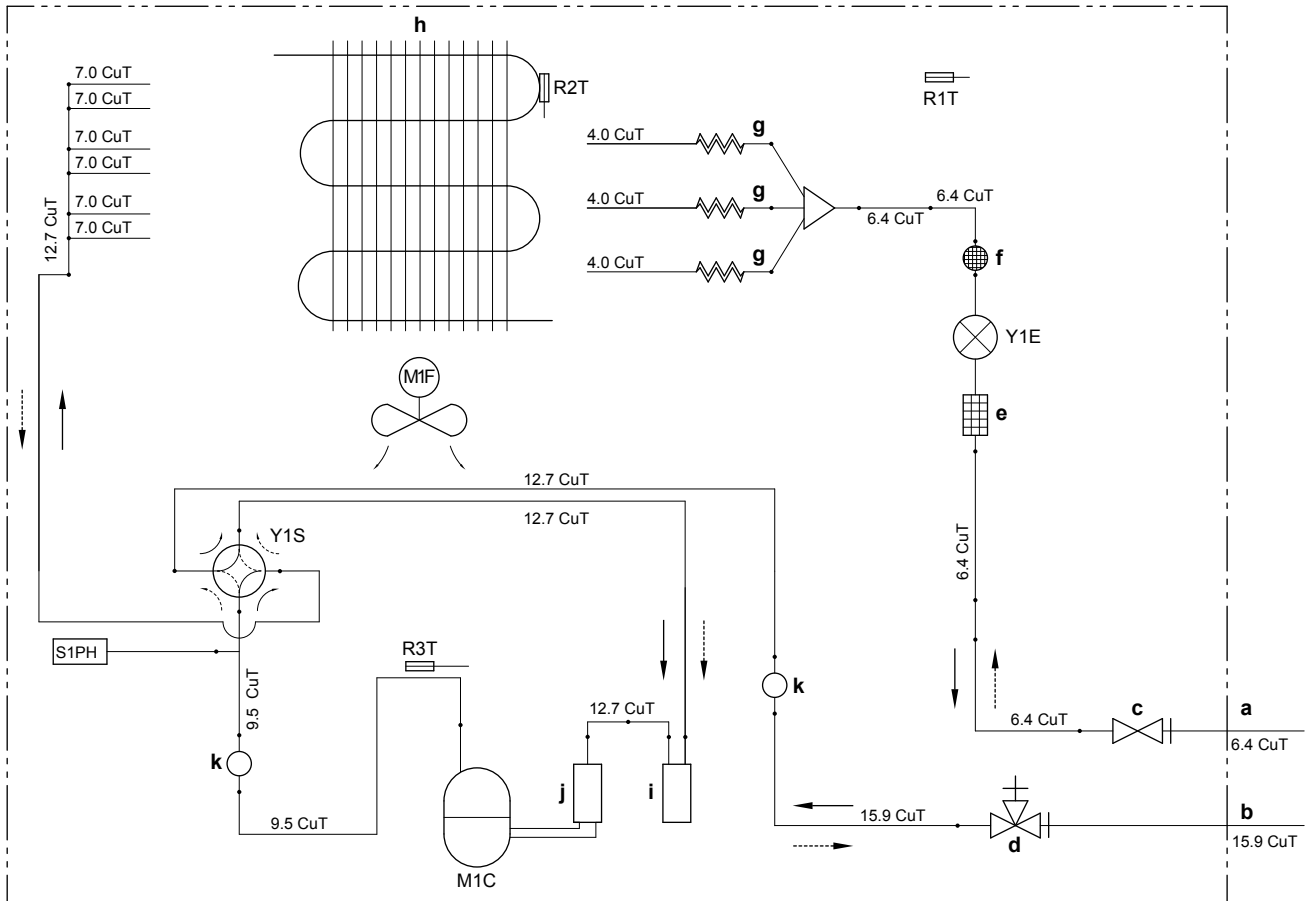 h
7.0 CuT
7.0 CuT
7.0 CuT
7.0 CuT
7.0 CuT
7.0 CuT
12.7 CuT
R2T
R1T
4.0 CuT
g
4.0 CuT
g
4.0 CuT
g
6.4 CuT
6.4 CuT
f
Y1E
e
M1F
12.7 CuT
12.7 CuT
Y1S
6.4 CuT
S1PH
R3T
9.5 CuT
k
12.7 CuT
k
6.4 CuT
c
a
6.4 CuT
j
i
9.5 CuT
M1C
15.9 CuT
d
b
15.9 CuT